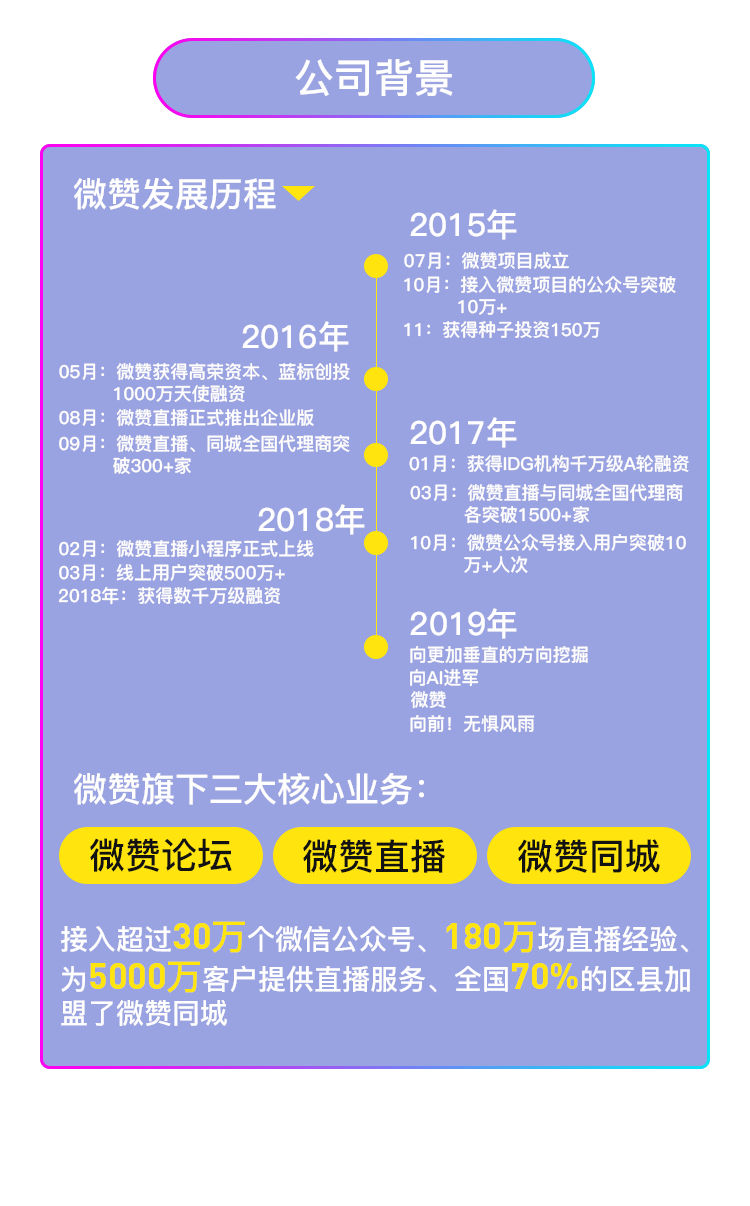 公司背景
微赞发展历程
2015年
07月：微赞项目成立
10月：接入微赞项目的公众号突破
10万+
11：获得种子投资150万
2016年
05月：微赞获得高荣资本、蓝标创投
1000万天使融资
08月：微赞直播正式推出企业版
09月：微赞直播、同城全国代理商突
破300+家
2017年
01月：获得IDG机构千万级A轮融资
03月：微赞直播与同城全国代理商
各突破1500+家
10月：微赞公众号接入用户突破10
万+人次
2018年
02月：微赞直播小程序正式上线
03月：线上用户突破500万+
2018年：获得数千万级融资
2019年
向更加垂直的方向挖掘
向AI进军
微赞
向前！无惧风雨
微赞旗下三大核心业务：
微赞论坛
微赞直播
微赞同城
接入超过30万个微信公众号、180万场直播经验、
为5000万客户提供直播服务、全国70%的区县加
盟了微赞同城